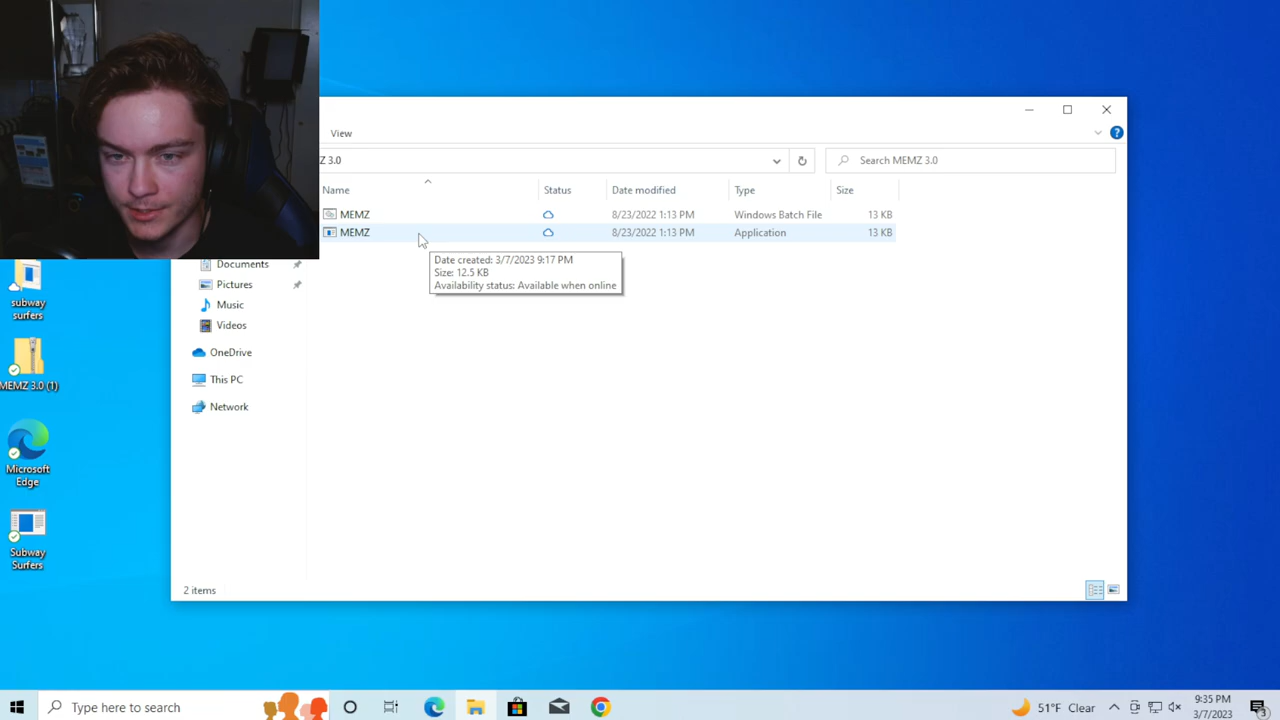 View
Z 3.0
Search MEMZ 3.0
Name Status Date modified Type Size
MEMZ 8/23/2022 1:13 PM Windows Batch File 13 KB
MEMZ 8/23/2022 1:13 PM Application 13 KB
Date created: 3/7/2023 9:17 PM
Size: 12.5 KB
Availability status: Available when online
Documents
Pictures
Music
Videos
OneDrive
This PC
Network
2 items
subway
surfers
MEMZ 3.0 (1)
Microsoft
Edge
Subway
Surfers
Type here to search
51°F Clear
9:35 PM
3/7/2023
3